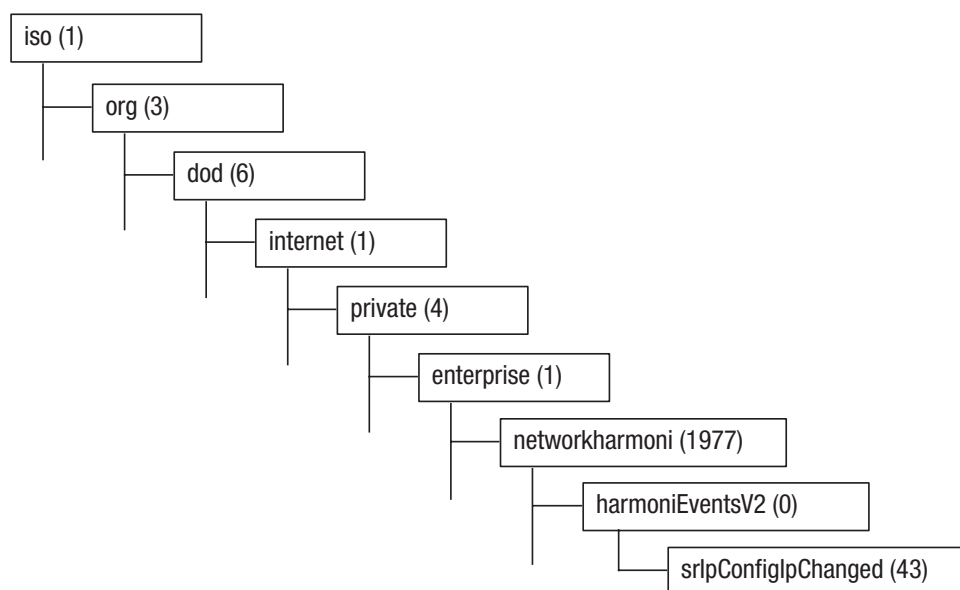 iso (1)
org (3)
dod (6)
internet (1)
private (4)
enterprise (1)
networkharmoni (1977)
harmoniEventsV2 (0)
srIpConfigIpChanged (43)